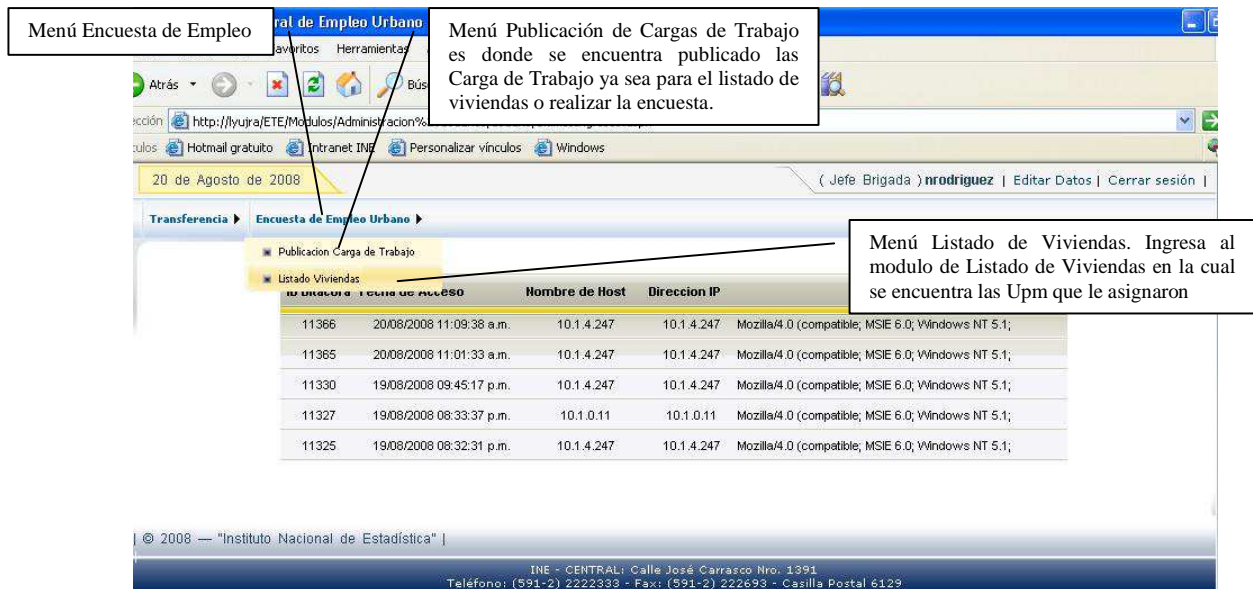 Menú Encuesta de Empleo
ral de Empleo Urbano
Menú Publicación de Cargas de Trabajo
es donde se encuentra publicado las
Carga de Trabajo ya sea para el listado de
viviendas o realizar la encuesta.
avoritos Herramientas
Atrás
Bús
ección http://lyujra/ETE/Modulos/Administracion%
culos Hotmail gratuito Intranet INE Personalizar vínculos Windows
20 de Agosto de 2008 ( Jefe Brigada ) nrodriguez | Editar Datos | Cerrar sesión |
Transferencia Encuesta de Empleo Urbano
Publicacion Carga de Trabajo
Listado Viviendas
Menú Listado de Viviendas. Ingresa al
modulo de Listado de Viviendas en la cual
se encuentra las Upm que le asignaron
ID Bitacora Fecha de Acceso Nombre de Host Direccion IP
11366 20/08/2008 11:09:38 a.m. 10.1.4.247 10.1.4.247 Mozilla/4.0 (compatible; MSIE 6.0; Windows NT 5.1;
11365 20/08/2008 11:01:33 a.m. 10.1.4.247 10.1.4.247 Mozilla/4.0 (compatible; MSIE 6.0; Windows NT 5.1;
11330 19/08/2008 09:45:17 p.m. 10.1.4.247 10.1.4.247 Mozilla/4.0 (compatible; MSIE 6.0; Windows NT 5.1;
11327 19/08/2008 08:33:37 p.m. 10.1.0.11 10.1.0.11 Mozilla/4.0 (compatible; MSIE 6.0; Windows NT 5.1;
11325 19/08/2008 08:32:31 p.m. 10.1.4.247 10.1.4.247 Mozilla/4.0 (compatible; MSIE 6.0; Windows NT 5.1;
| © 2008 — "Instituto Nacional de Estadística" |
INE - CENTRAL: Calle José Carrasco Nro. 1391
Teléfono: (591-2) 2222333 - Fax: (591-2) 222693 - Casilla Postal 6129